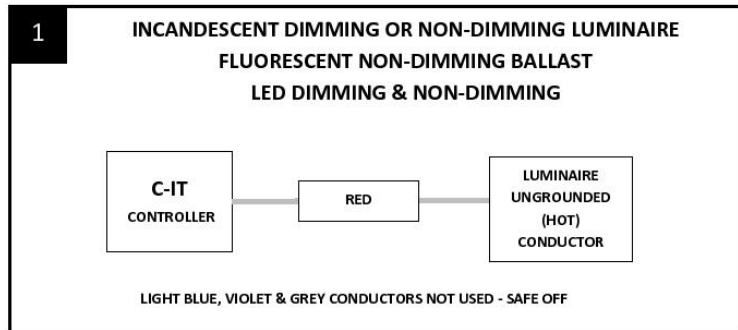 1
INCANDESCENT DIMMING OR NON-DIMMING LUMINAIRE
FLUORESCENT NON-DIMMING BALLAST
LED DIMMING & NON-DIMMING
C-IT
CONTROLLER
RED
LUMINAIRE
UNGROUNDED
(HOT)
CONDUCTOR
LIGHT BLUE, VIOLET & GREY CONDUCTORS NOT USED - SAFE OFF